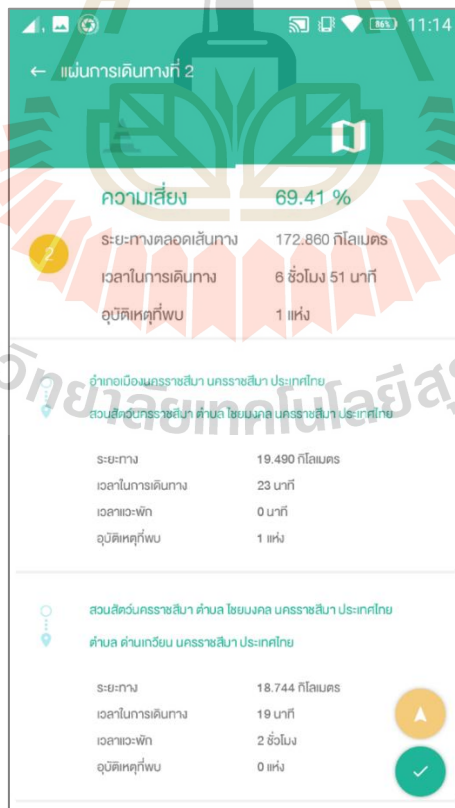 86% 11:14
← แผ่นการเดินทางที่ 2
ความเสี่ยง 69.41 %
2
ระยะทางตลอดเส้นทาง 172.860 กิโลเมตร
เวลาในการเดินทาง 6 ชั่วโมง 51 นาที
อุบัติเหตุที่พบ 1 แห่ง
อำเภอเมืองนครราชสีมา นครราชสีมา ประเทศไทย
สวนสัตว์นครราชสีมา ตำบล ไชยมงคล นครราชสีมา ประเทศไทย
ระยะทาง 19.490 กิโลเมตร
เวลาในการเดินทาง 23 นาที
เวลาแวะพัก 0 นาที
อุบัติเหตุที่พบ 1 แห่ง
สวนสัตว์นครราชสีมา ตำบล ไชยมงคล นครราชสีมา ประเทศไทย
ตำบล ด่านเกวียน นครราชสีมา ประเทศไทย
ระยะทาง 18.744 กิโลเมตร
เวลาในการเดินทาง 19 นาที
เวลาแวะพัก 2 ชั่วโมง
อุบัติเหตุที่พบ 0 แห่ง